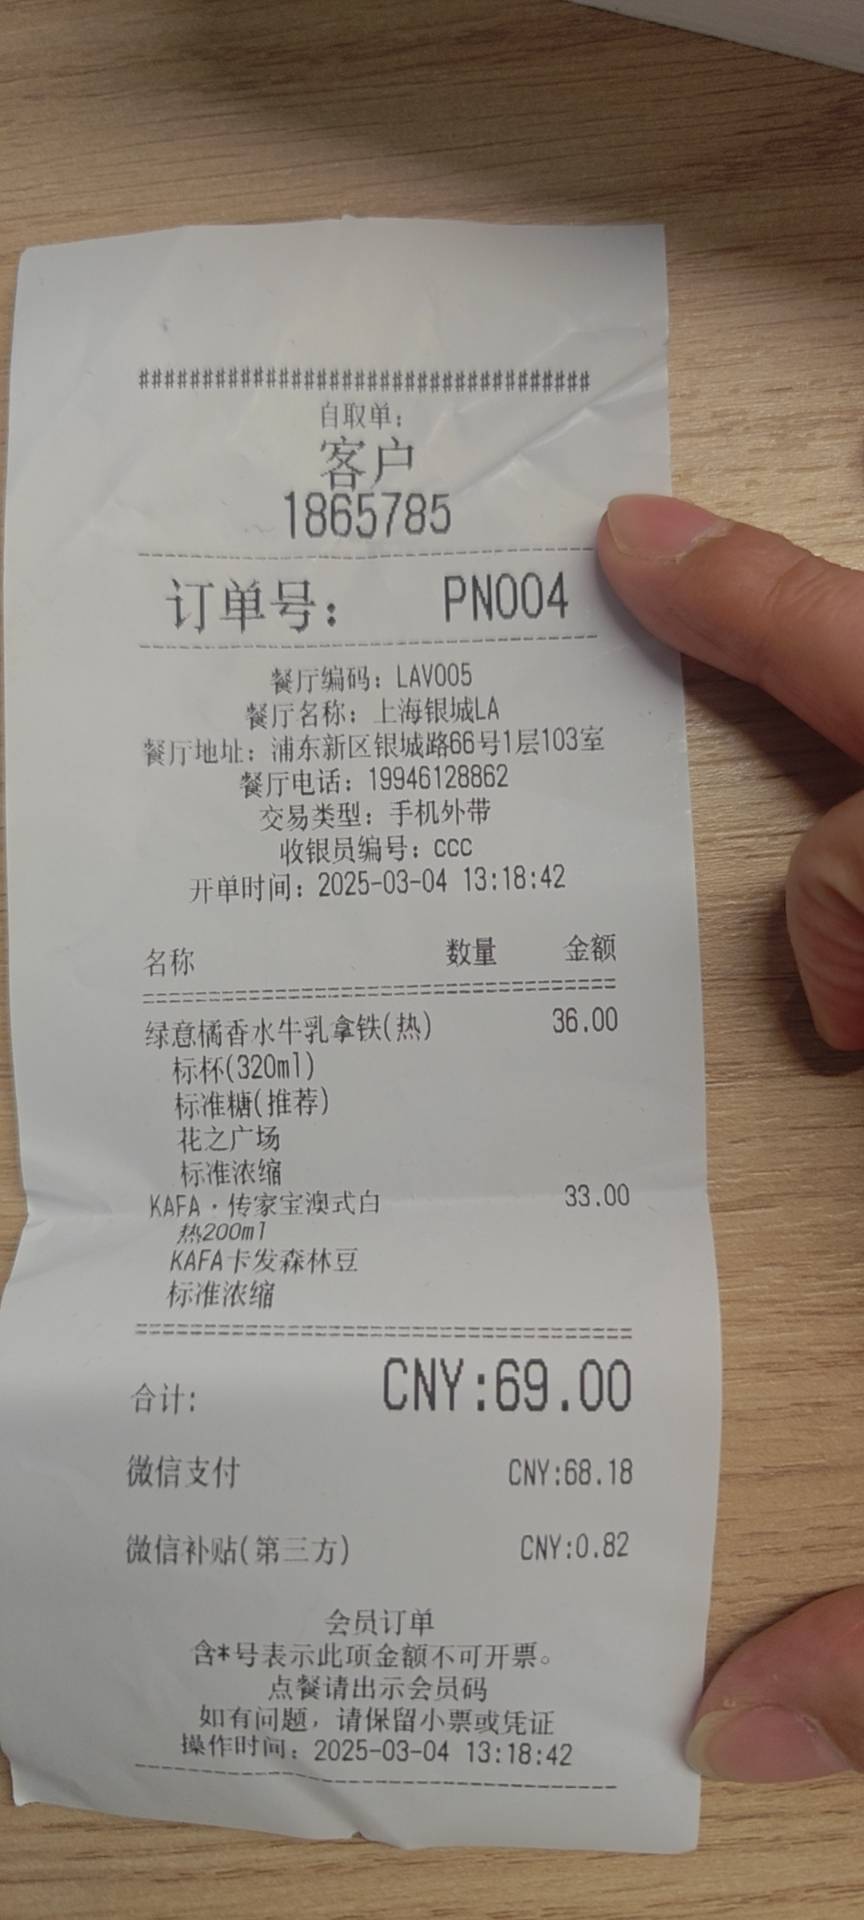 ####################################
自取单：
客户
1865785
订单号： PN004
餐厅编码：LAV005
餐厅名称：上海银城LA
餐厅地址：浦东新区银城路66号1层103室
餐厅电话：19946128862
交易类型：手机外带
收银员编号：ccc
开单时间：2025-03-04 13:18:42
名称 数量 金额
绿意橘香水牛乳拿铁(热) 36.00
标杯(320ml)
标准糖(推荐)
花之广场
标准浓缩
KAFA·传家宝澳式白 33.00
热200ml
KAFA卡发森林豆
标准浓缩
合计: CNY:69.00
微信支付 CNY:68.18
微信补贴(第三方) CNY:0.82
会员订单
含*号表示此项金额不可开票。
点餐请出示会员码
如有问题，请保留小票或凭证
操作时间：2025-03-04 13:18:42